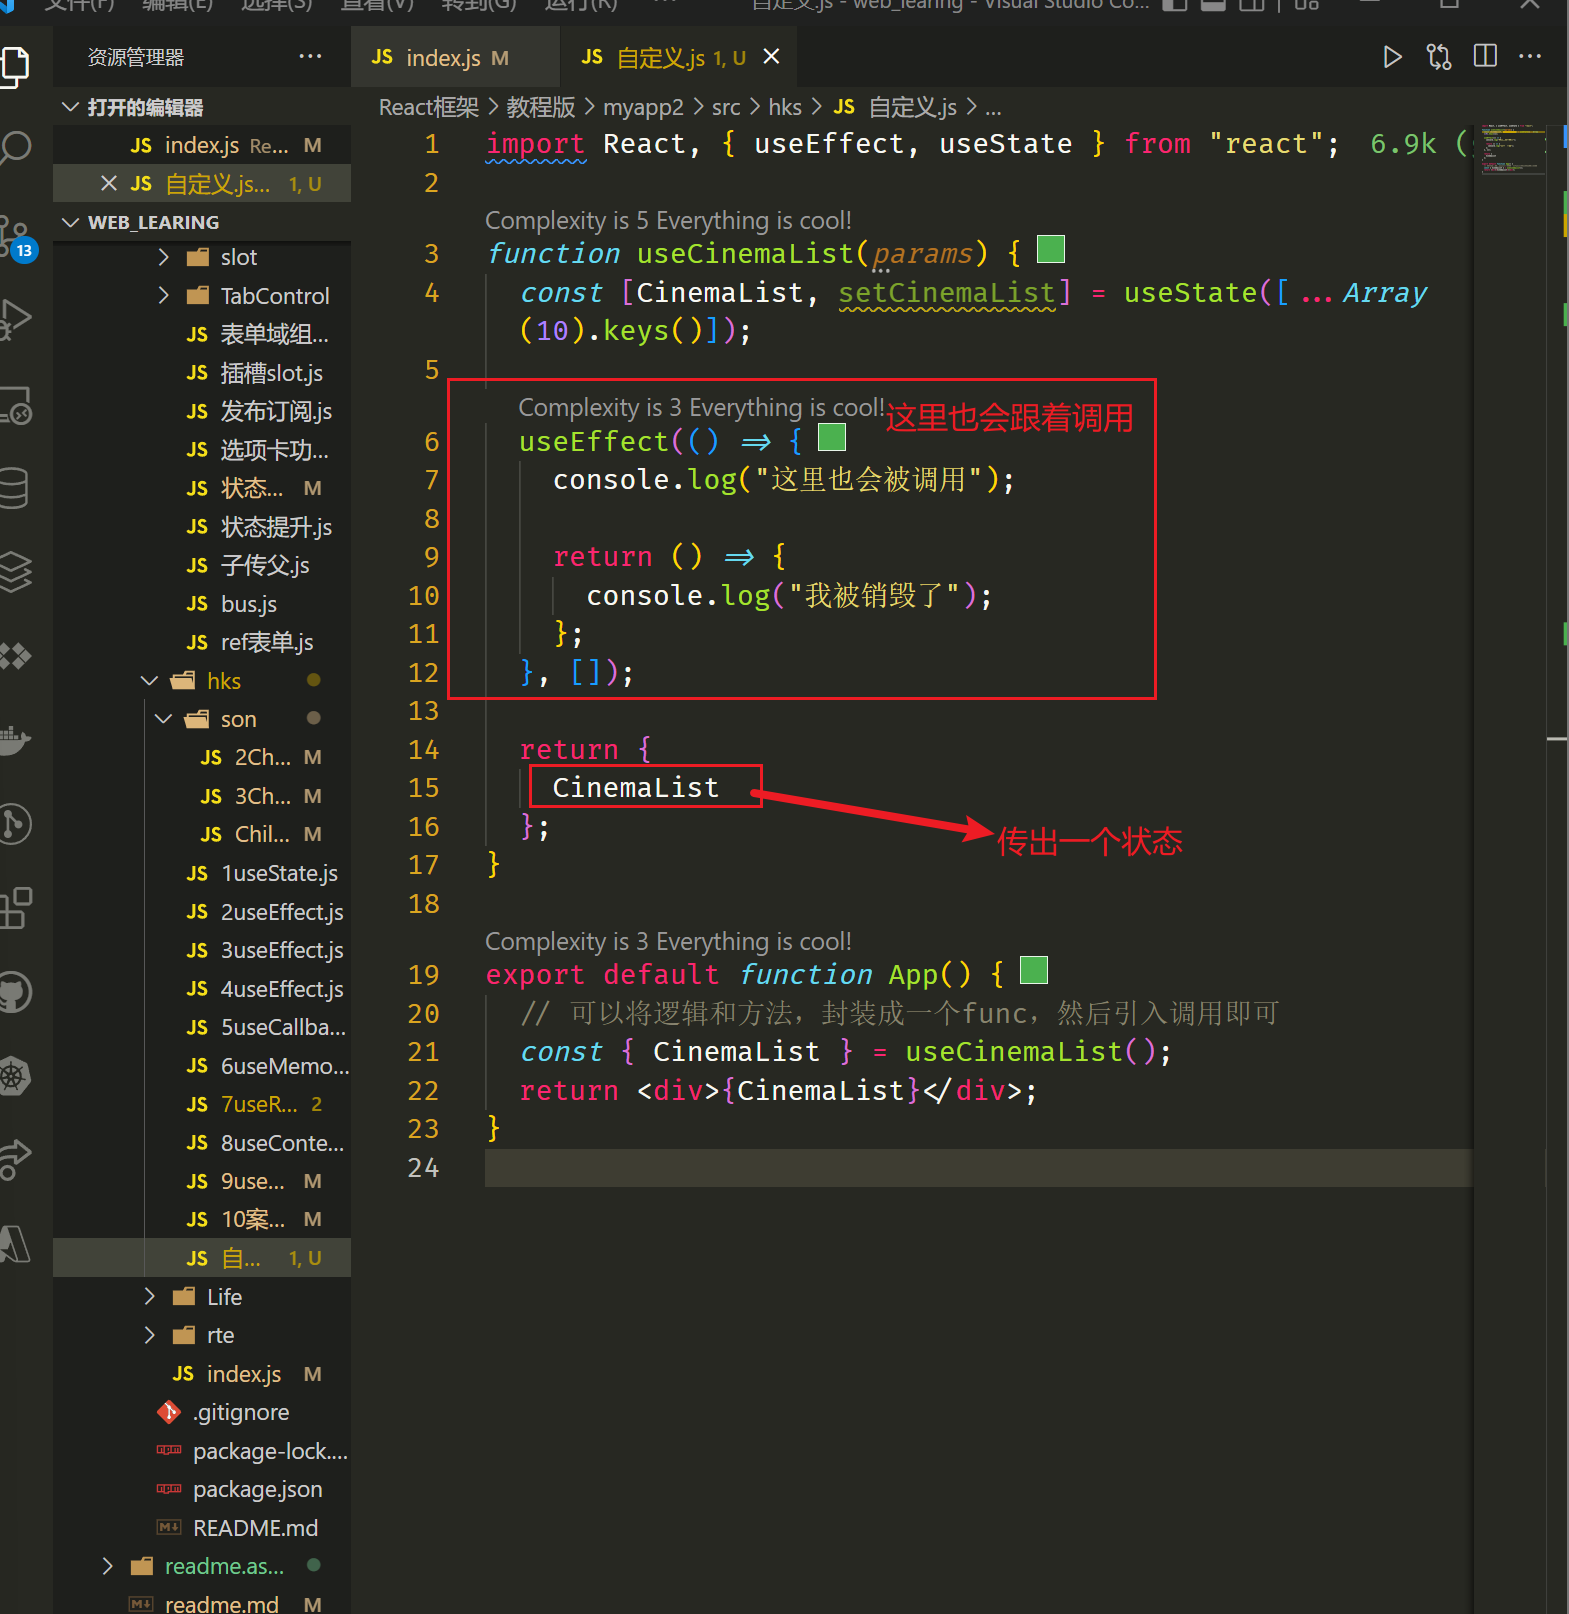 文件(F) 编辑(E) 选择(S) 查看(V) 转到(G) 运行(R) ··· 自定义.js - web_learing - Visual Studio Co...
资源管理器 ···
index.js M
自定义.js 1, U
打开的编辑器
React框架 > 教程版 > myapp2 > src > hks > JS 自定义.js > ...
JS index.js Re... M
JS 自定义.js... 1, U
WEB_LEARING
slot
TabControl
JS 表单域组...
JS 插槽slot.js
JS 发布订阅.js
JS 选项卡功...
JS 状态... M
JS 状态提升.js
JS 子传父.js
JS bus.js
JS ref表单.js
hks
son
JS 2Ch... M
JS 3Ch... M
JS Chil... M
JS 1useState.js
JS 2useEffect.js
JS 3useEffect.js
JS 4useEffect.js
JS 5useCallba...
JS 6useMemo...
JS 7useR... 2
JS 8useConte...
JS 9use... M
JS 10案... M
JS 自... 1, U
Life
rte
JS index.js M
.gitignore
package-lock....
package.json
README.md
readme.as...
readme.md M
13
1 import React, { useEffect, useState } from "react"; 6.9k (
2
Complexity is 5 Everything is cool!
3 function useCinemaList(params) {
4 const [CinemaList, setCinemaList] = useState([...Array
(10).keys()]);
5
Complexity is 3 Everything is cool!
这里也会跟着调用
6 useEffect(() => {
7 console.log("这里也会被调用");
8
9 return () => {
10 console.log("我被销毁了");
11 };
12 }, []);
13
14 return {
15 CinemaList
16 };
传出一个状态
17 }
18
Complexity is 3 Everything is cool!
19 export default function App() {
20 // 可以将逻辑和方法，封装成一个func，然后引入调用即可
21 const { CinemaList } = useCinemaList();
22 return <div>{CinemaList}</div>;
23 }
24